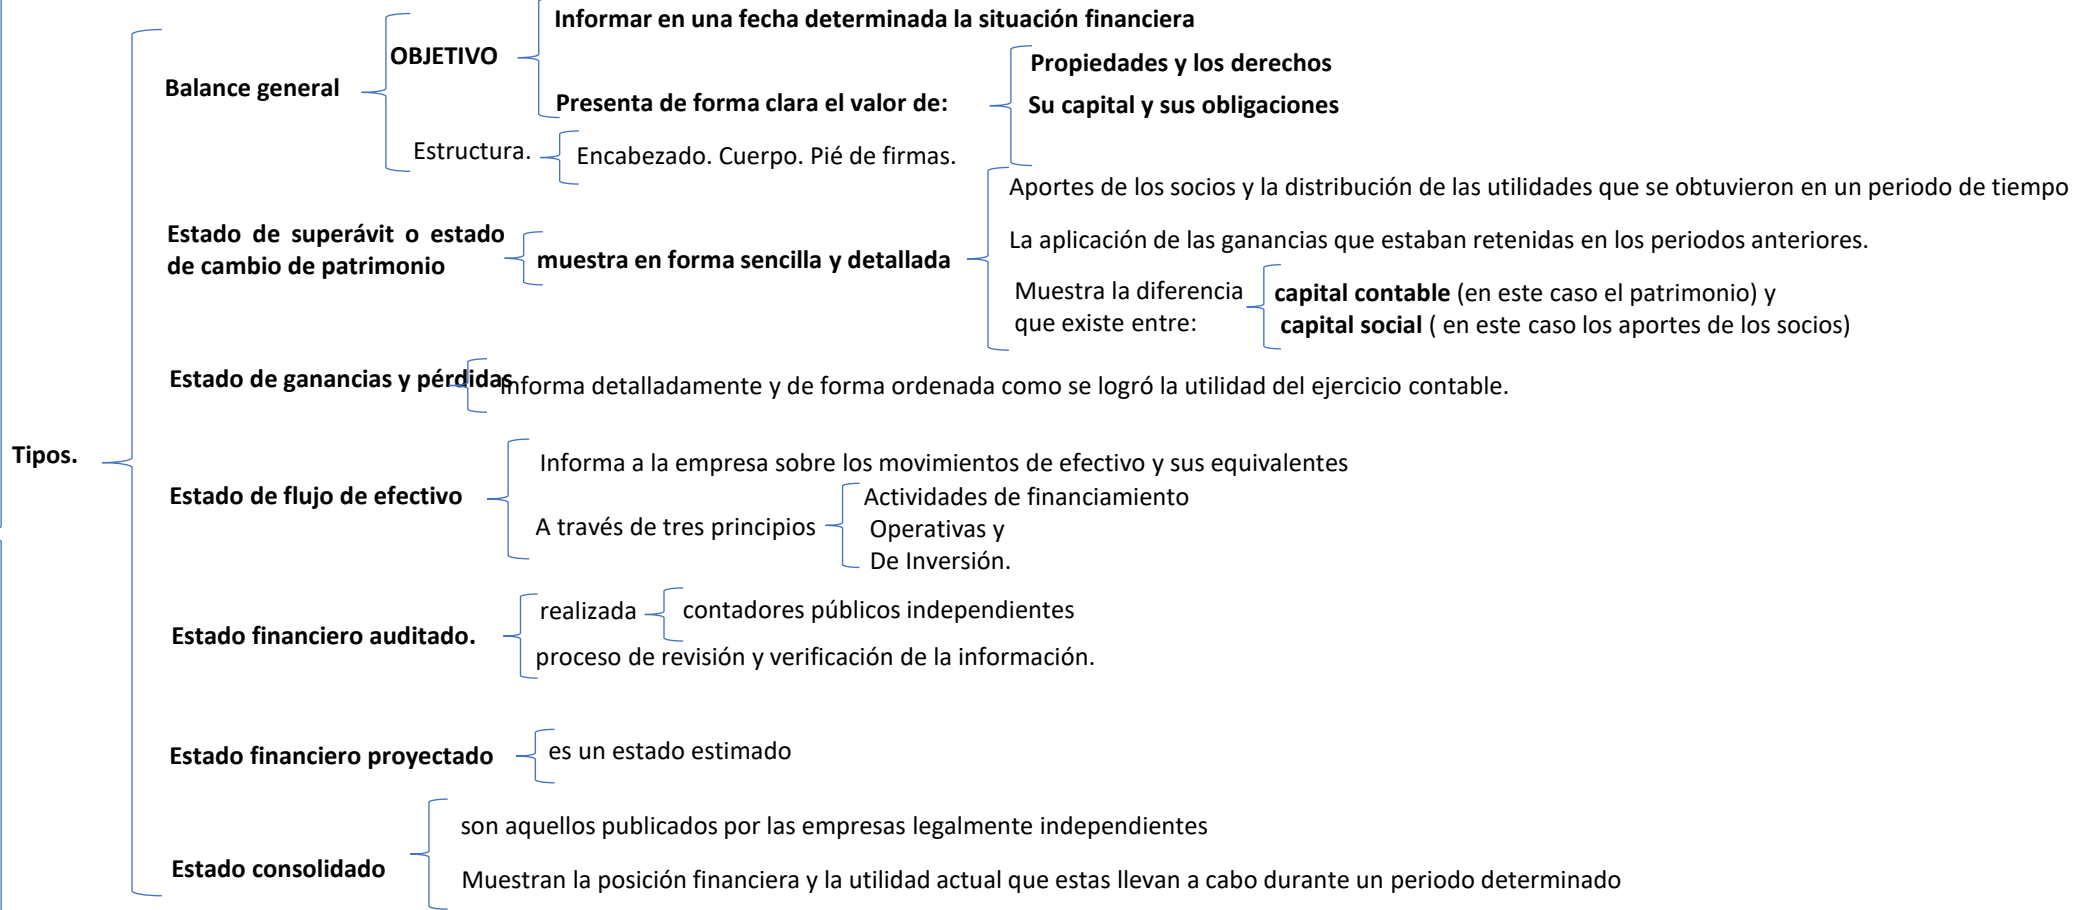 Informar en una fecha determinada la situación financiera
OBJETIVO
Propiedades y los derechos
Balance general
Presenta de forma clara el valor de:
Su capital y sus obligaciones
Estructura.
Encabezado. Cuerpo. Pié de firmas.
Aportes de los socios y la distribución de las utilidades que se obtuvieron en un periodo de tiempo
Estado de superávit o estado
de cambio de patrimonio
muestra en forma sencilla y detallada
La aplicación de las ganancias que estaban retenidas en los periodos anteriores.
Muestra la diferencia
que existe entre:
capital contable (en este caso el patrimonio) y
capital social ( en este caso los aportes de los socios)
Estado de ganancias y pérdidas
Informa detalladamente y de forma ordenada como se logró la utilidad del ejercicio contable.
Tipos.
Informa a la empresa sobre los movimientos de efectivo y sus equivalentes
Estado de flujo de efectivo
A través de tres principios
Actividades de financiamiento
Operativas y
De Inversión.
realizada
contadores públicos independientes
Estado financiero auditado.
proceso de revisión y verificación de la información.
Estado financiero proyectado
es un estado estimado
son aquellos publicados por las empresas legalmente independientes
Estado consolidado
Muestran la posición financiera y la utilidad actual que estas llevan a cabo durante un periodo determinado